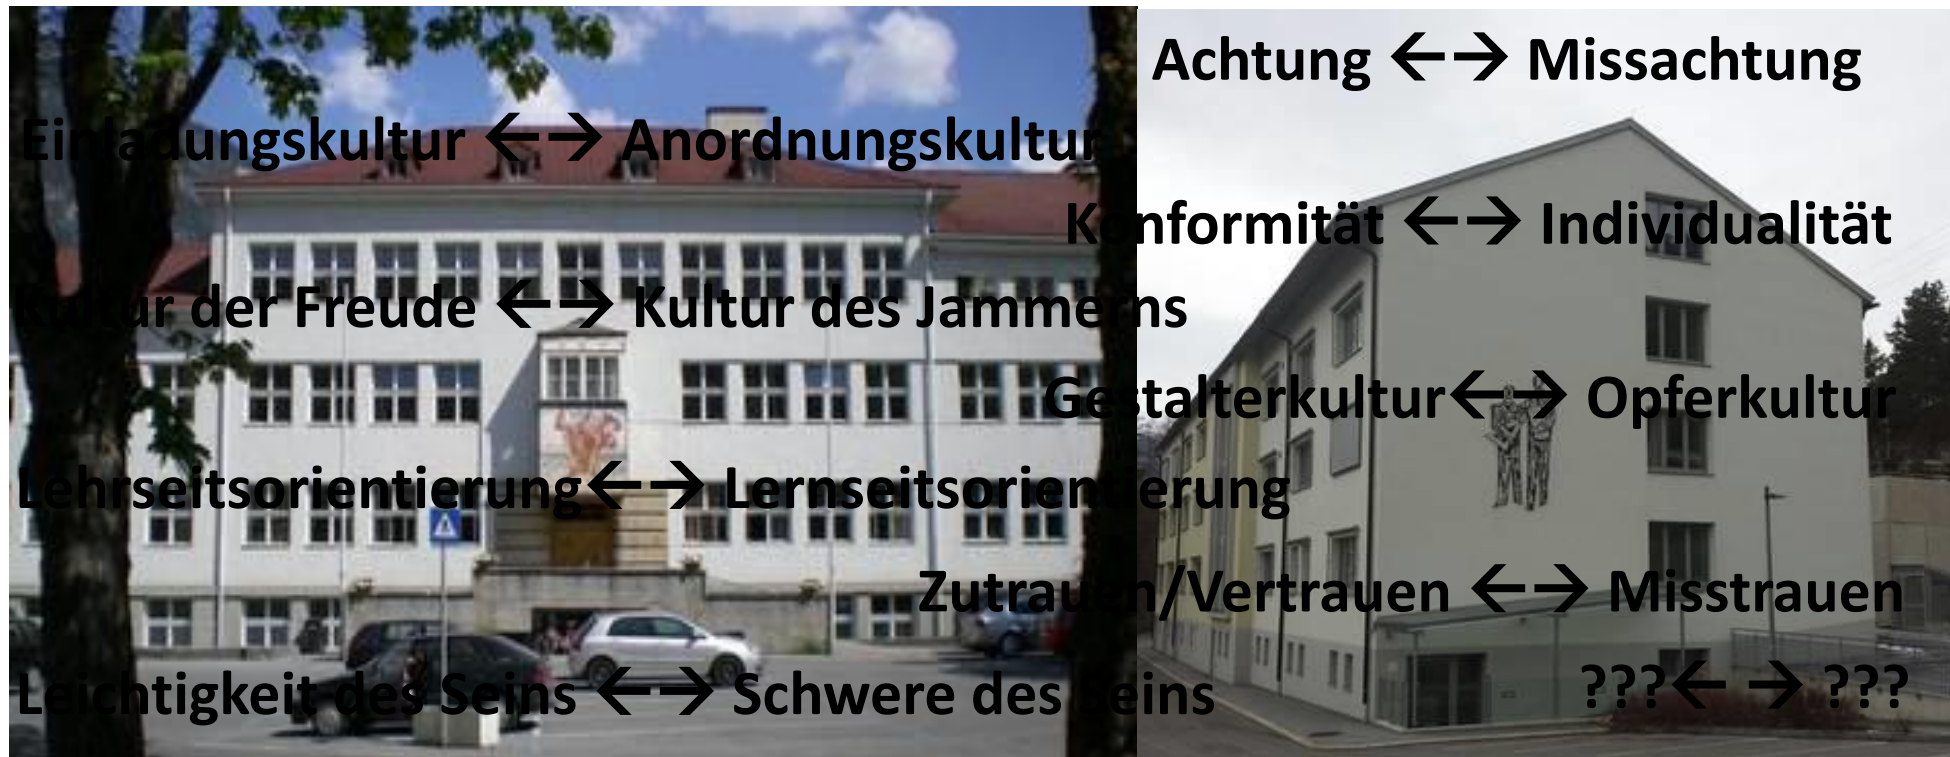 Achtung ←→ Missachtung
Einladungskultur ←→ Anordnungskultur
Konformität ←→ Individualität
Kultur der Freude ←→ Kultur des Jammerns
Gestalterkultur←→ Opferkultur
Lehrseitsorientierung←→ Lernseitsorientierung
Zutrauen/Vertrauen ←→ Misstrauen
Leichtigkeit des Seins ←→ Schwere des Seins
???← → ???